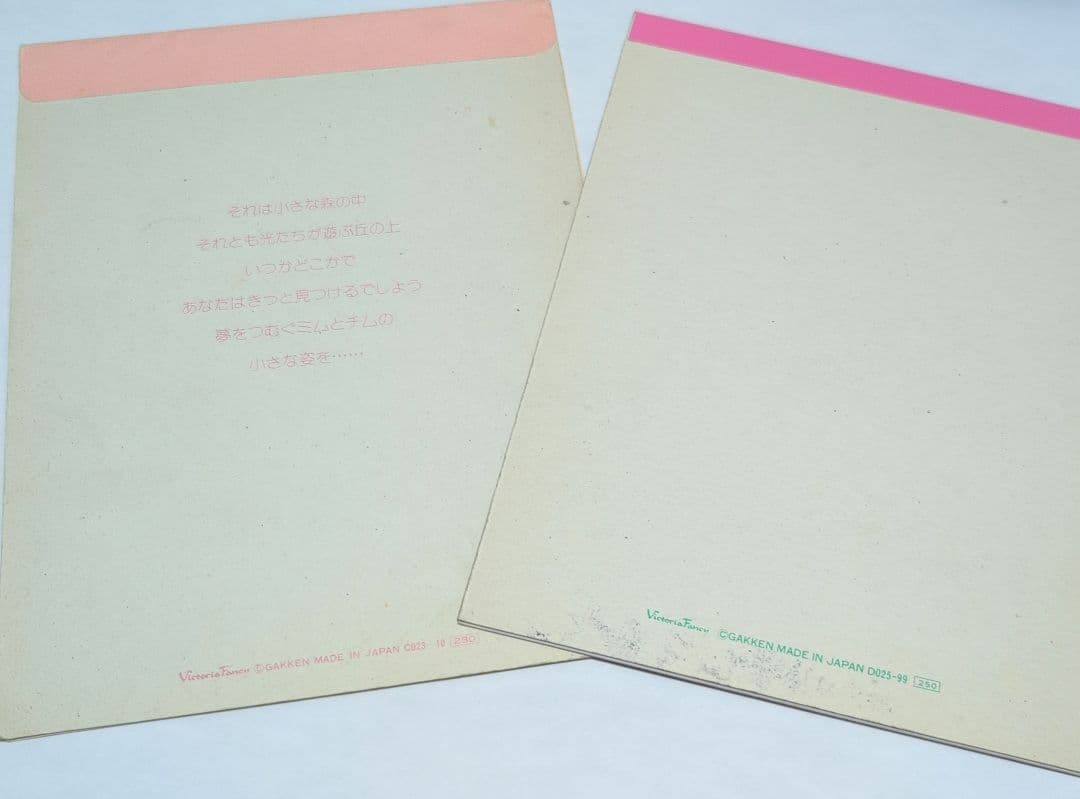 それは小さな森の中
それとも光たちが遊ぶ丘の上
いつかどこかで
あなたはきっと見つけるでしょう
夢をつむぐミムとチムの
小さな姿を……
Victoria Fancy ©GAKKEN MADE IN JAPAN C023-10 290
Victoria Fancy ©GAKKEN MADE IN JAPAN D025-99 250